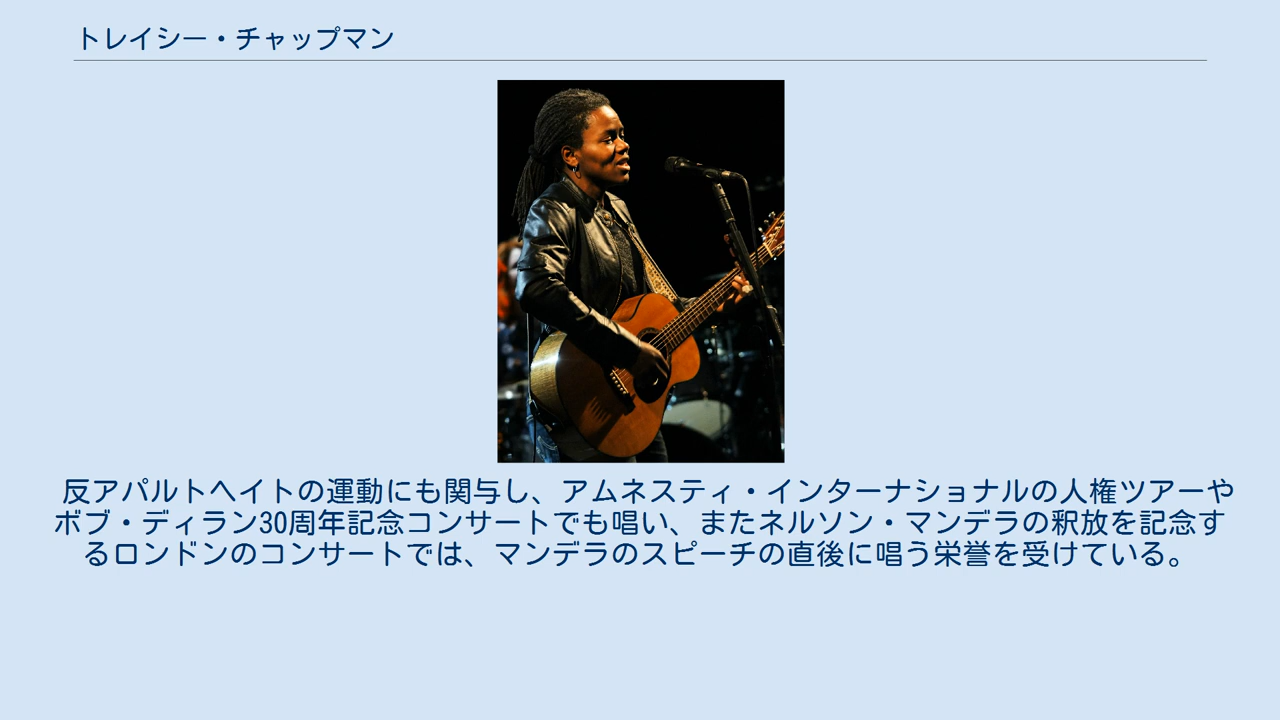 トレイシー・チャップマン
反アパルトヘイトの運動にも関与し、アムネスティ・インターナショナルの人権ツアーや
ボブ・ディラン30周年記念コンサートでも唱い、またネルソン・マンデラの釈放を記念す
るロンドンのコンサートでは、マンデラのスピーチの直後に唱う栄誉を受けている。